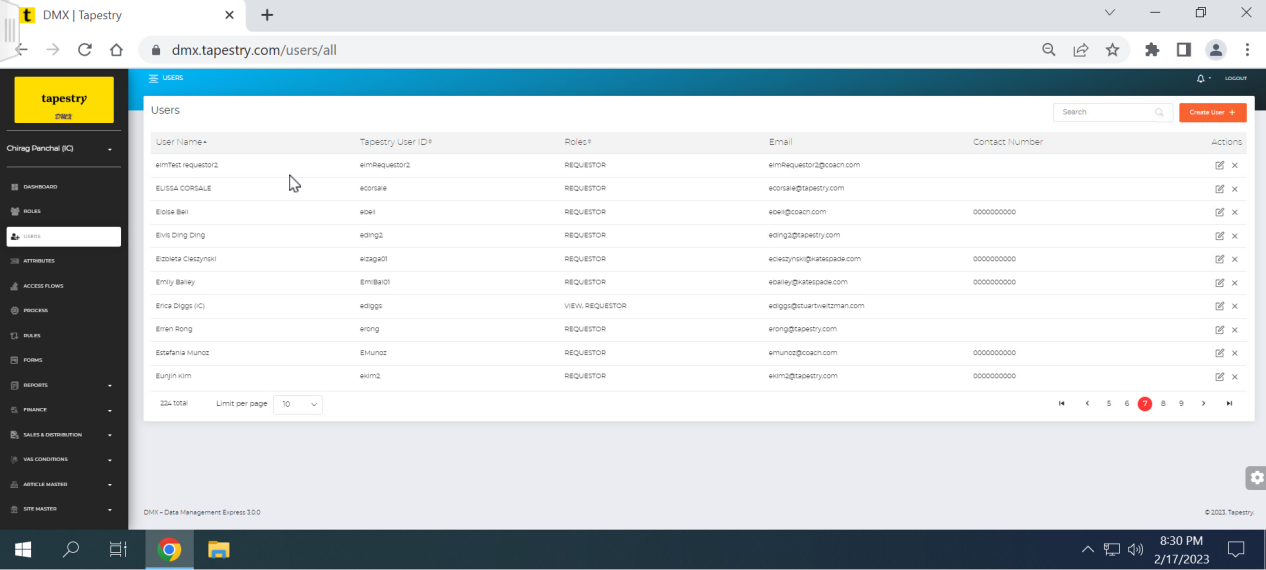 DMX | Tapestry
dmx.tapestry.com/users/all
tapestry
DMX
USERS
LOGOUT
Users
Search
Create User +
Chirag Panchal (IC)
DASHBOARD
ROLES
USERS
ATTRIBUTES
ACCESS FLOWS
PROCESS
RULES
FORMS
REPORTS
FINANCE
SALES & DISTRIBUTION
VAS CONDITIONS
ARTICLE MASTER
SITE MASTER
User Name Tapestry User ID Roles Email Contact Number Actions
elmTest requestor2 elmRequestor2 REQUESTOR elmRequestor2@coach.com
ELISSA CORSALE ecorsale REQUESTOR ecorsale@tapestry.com
Eloise Bell ebell REQUESTOR ebell@coach.com 0000000000
Elvis Ding Ding eding2 REQUESTOR eding2@tapestry.com
Elzbieta Cieszynski elzaga01 REQUESTOR ecieszynski@katespade.com 0000000000
Emily Bailey EmiBai01 REQUESTOR ebailey@katespade.com 0000000000
Erica Diggs (IC) ediggs VIEW, REQUESTOR ediggs@stuartweitzman.com
Erren Rong erong REQUESTOR erong@tapestry.com
Estefania Munoz EMunoz REQUESTOR emunoz@coach.com 0000000000
Eunjin Kim ekim2 REQUESTOR ekim2@tapestry.com 0000000000
224 total Limit per page 10 5 6 7 8 9
DMX – Data Management Express 3.0.0 © 2023, Tapestry.
8:30 PM
2/17/2023